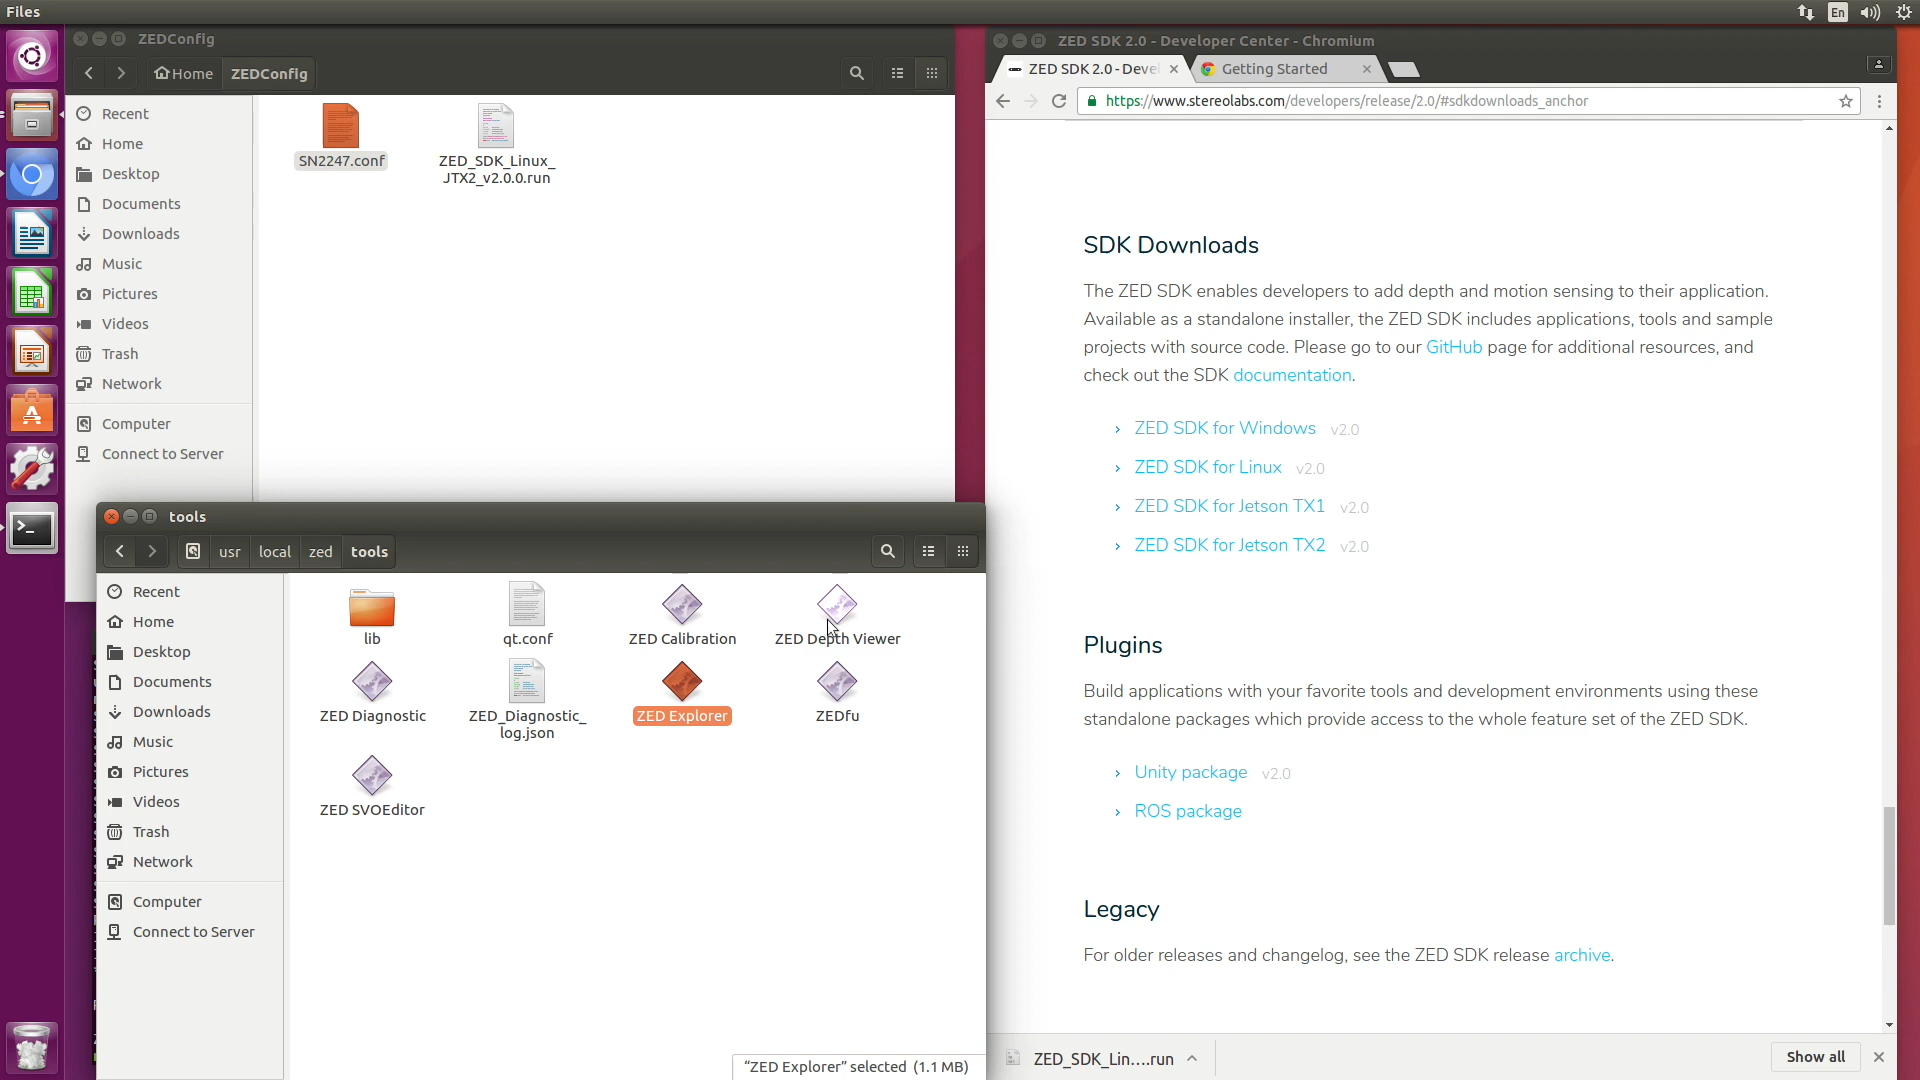 Files
En
ZEDConfig
Home
ZEDConfig
Recent
Home
Desktop
Documents
Downloads
Music
Pictures
Videos
Trash
Network
Computer
Connect to Server
SN2247.conf
ZED_SDK_Linux_
JTX2_v2.0.0.run
tools
usr
local
zed
tools
Recent
Home
Desktop
Documents
Downloads
Music
Pictures
Videos
Trash
Network
Computer
Connect to Server
lib
qt.conf
ZED Calibration
ZED Depth Viewer
ZED Diagnostic
ZED_Diagnostic_
log.json
ZED Explorer
ZEDfu
ZED SVOEditor
"ZED Explorer" selected (1.1 MB)
ZED SDK 2.0 - Developer Center - Chromium
ZED SDK 2.0 - Deve
Getting Started
https://www.stereolabs.com/developers/release/2.0/#sdkdownloads_anchor
SDK Downloads
The ZED SDK enables developers to add depth and motion sensing to their application.
Available as a standalone installer, the ZED SDK includes applications, tools and sample
projects with source code. Please go to our GitHub page for additional resources, and
check out the SDK documentation.
ZED SDK for Windows v2.0
ZED SDK for Linux v2.0
ZED SDK for Jetson TX1 v2.0
ZED SDK for Jetson TX2 v2.0
Plugins
Build applications with your favorite tools and development environments using these
standalone packages which provide access to the whole feature set of the ZED SDK.
Unity package v2.0
ROS package
Legacy
For older releases and changelog, see the ZED SDK release archive.
ZED_SDK_Lin....run
Show all